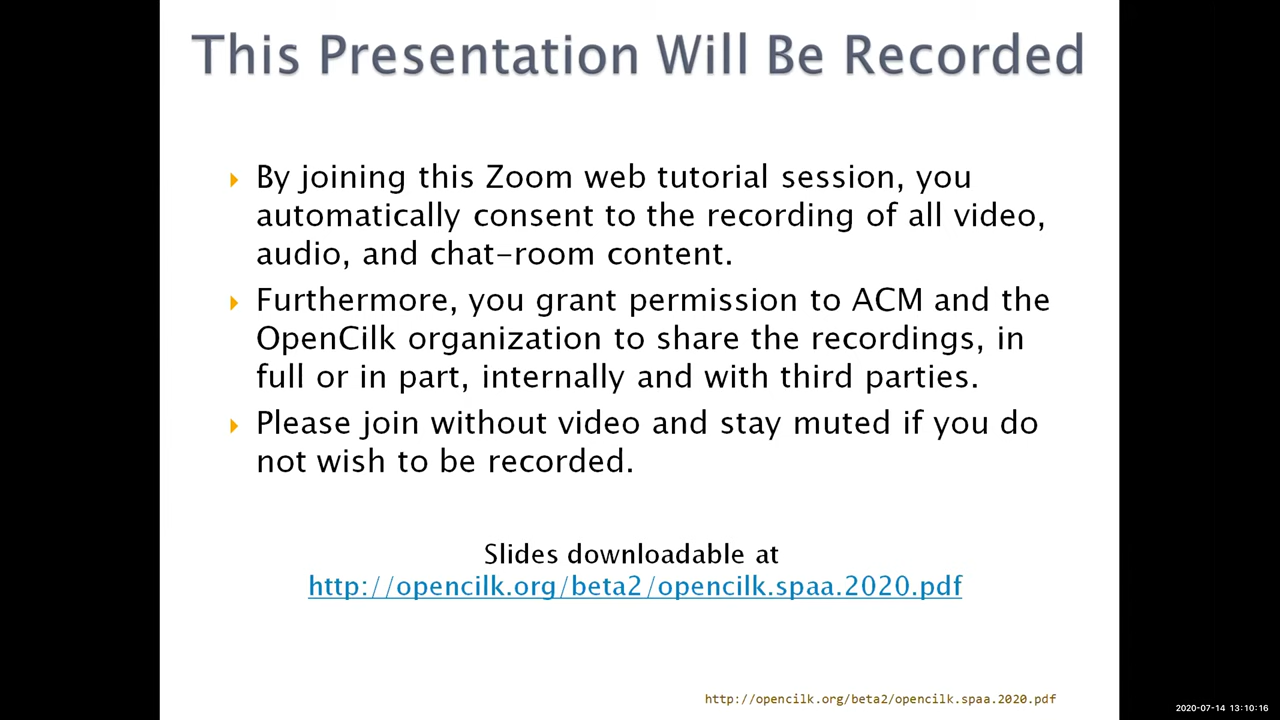 This Presentation Will Be Recorded
By joining this Zoom web tutorial session, you
automatically consent to the recording of all video,
audio, and chat-room content.
Furthermore, you grant permission to ACM and the
OpenCilk organization to share the recordings, in
full or in part, internally and with third parties.
Please join without video and stay muted if you do
not wish to be recorded.
Slides downloadable at
http://opencilk.org/beta2/opencilk.spaa.2020.pdf
http://opencilk.org/beta2/opencilk.spaa.2020.pdf
2020-07-14 13:10:16